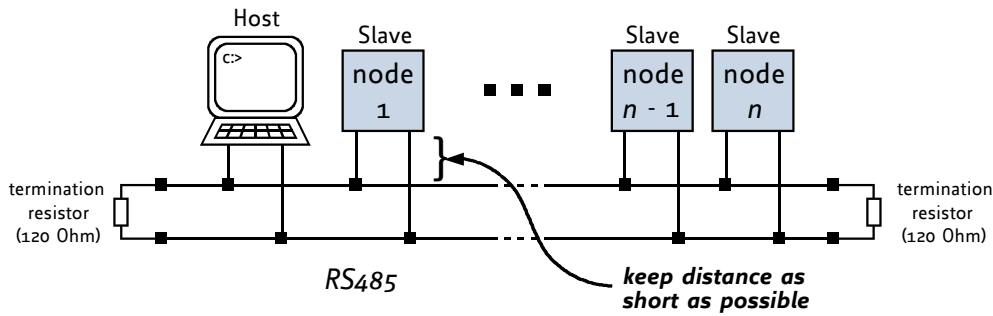 Host
c:>
Slave
node
1
Slave
node
n - 1
Slave
node
n
termination
resistor
(120 Ohm)
termination
resistor
(120 Ohm)
RS485
keep distance as
short as possible